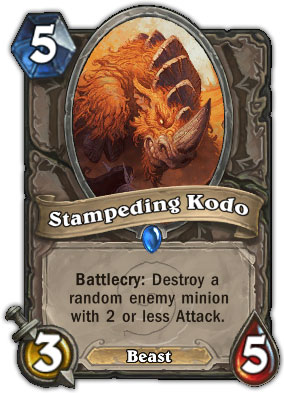 5
Stampeding Kodo
Battlecry: Destroy a
random enemy minion
with 2 or less Attack.
3
Beast
5